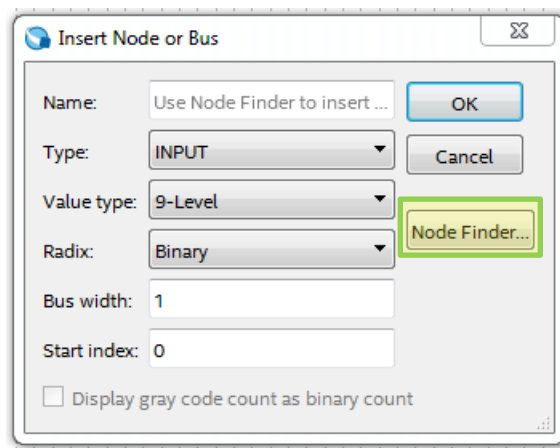 Insert Node or Bus
Name: Use Node Finder to insert ... OK
Type: INPUT Cancel
Value type: 9-Level
Node Finder...
Radix: Binary
Bus width: 1
Start index: 0
Display gray code count as binary count